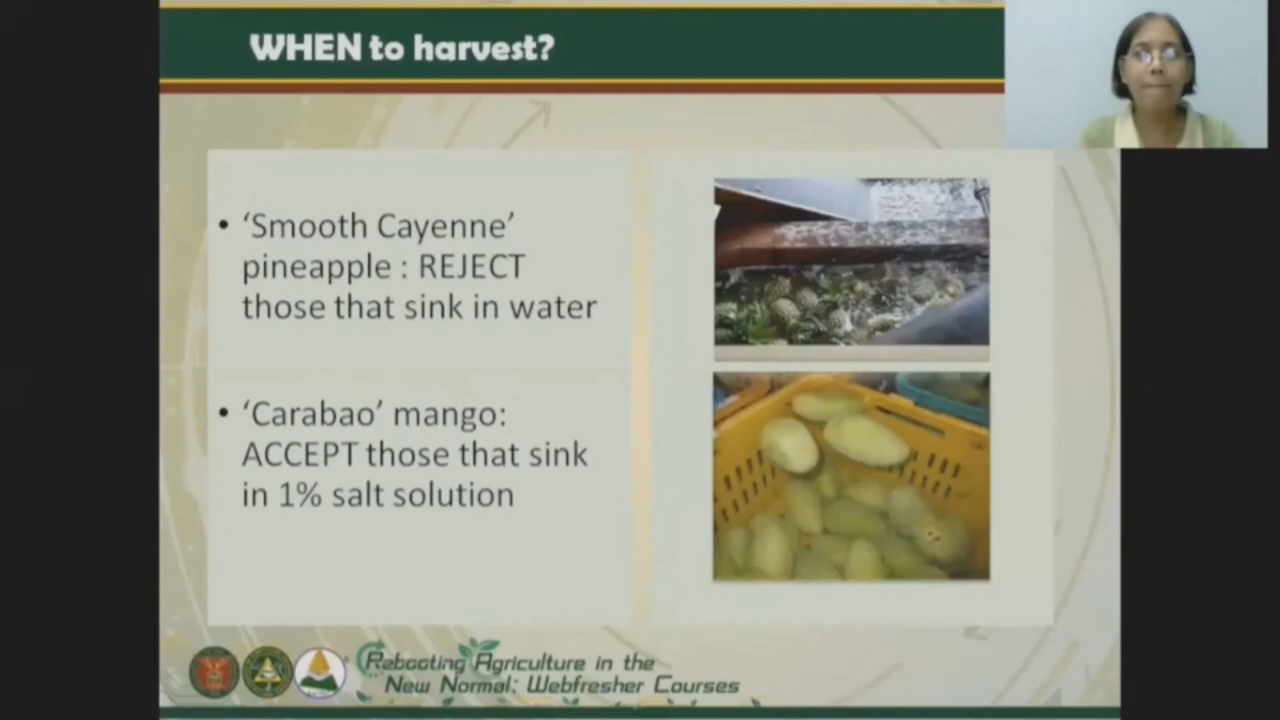 WHEN to harvest?
• ‘Smooth Cayenne’
pineapple : REJECT
those that sink in water
• ‘Carabao’ mango:
ACCEPT those that sink
in 1% salt solution
Rebooting Agriculture in the
New Normal: Webfresher Courses